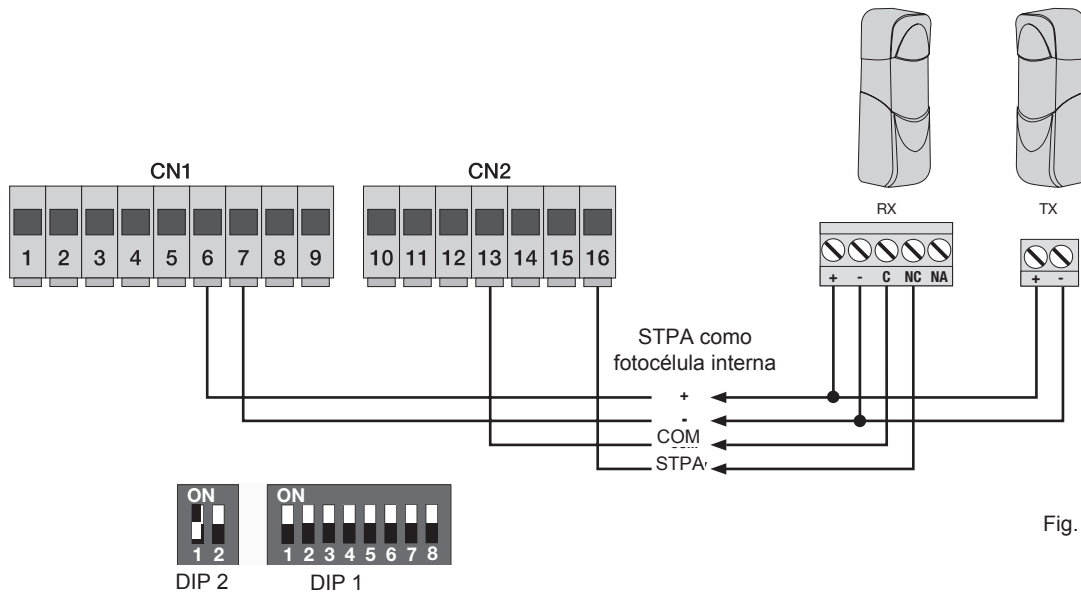 CN1
1 2 3 4 5 6 7 8 9
CN2
10 11 12 13 14 15 16
RX
+ - C NC NA
TX
+ -
STPA como
fotocélula interna
+
-
COM
STPA
ON
1 2
DIP 2
ON
1 2 3 4 5 6 7 8
DIP 1
Fig.